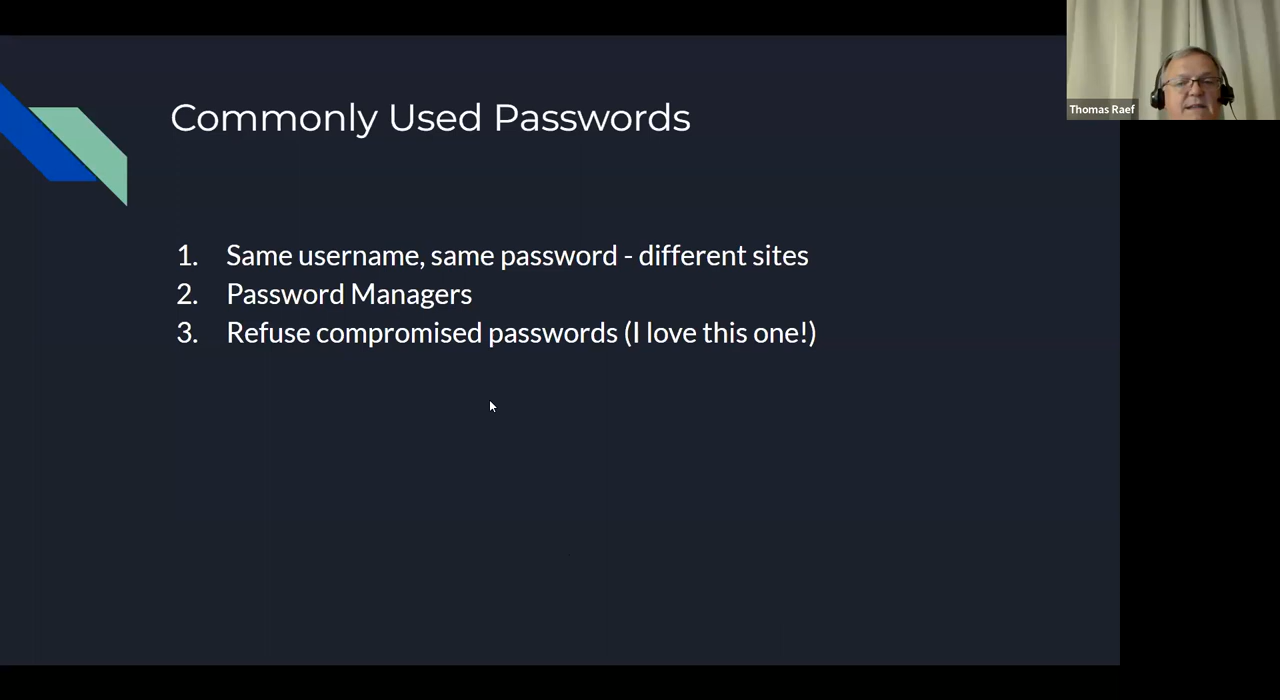 Commonly Used Passwords
1. Same username, same password - different sites
2. Password Managers
3. Refuse compromised passwords (I love this one!)
Thomas Raef